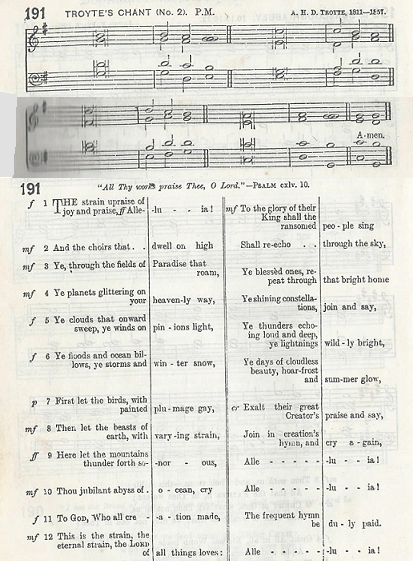 191 TROYTE'S CHANT (No. 2). P.M. A. H. D. TROYTE, 1811—1857.
A-men.
191 "All Thy works praise Thee, O Lord."—PSALM cxlv. 10.
f 1 THE strain upraise of
joy and praise, ff Alle- -lu - - ia!
mf To the glory of their
King shall the
ransomed peo-ple sing
mf 2 And the choirs that . . dwell on high
Shall re-echo . . through the sky,
mf 3 Ye, through the fields of Paradise that
roam,
Ye blessèd ones, re-
peat through that bright home
mf 4 Ye planets glittering on
your heaven-ly way,
Ye shining constella-
tions, join and say,
f 5 Ye clouds that onward
sweep, ye winds on pin - ions light,
Ye thunders echo-
ing loud and deep,
ye lightnings wild - ly bright,
f 6 Ye floods and ocean bil-
lows, ye storms and win - ter snow,
Ye days of cloudless
beauty, hoar-frost
and sum-mer glow,
p 7 First let the birds, with
painted plu - mage gay,
cr Exalt their great
Creator's praise and say,
mf 8 Then let the beasts of
earth, with vary-ing strain,
Join in creation's
hymn, and cry a - gain,
ff 9 Here let the mountains
thunder forth so- -nor - ous,
Alle - - - - - -lu - - ia!
mf 10 Thou jubilant abyss of . o - cean, cry
Alle - - - - - -lu - - ia!
f 11 To God, Who all cre - -a - tion made,
The frequent hymn
be du - ly paid.
mf 12 This is the strain, the
eternal strain, the LORD
of all things loves:
Alle - - - - - -lu - - ia!